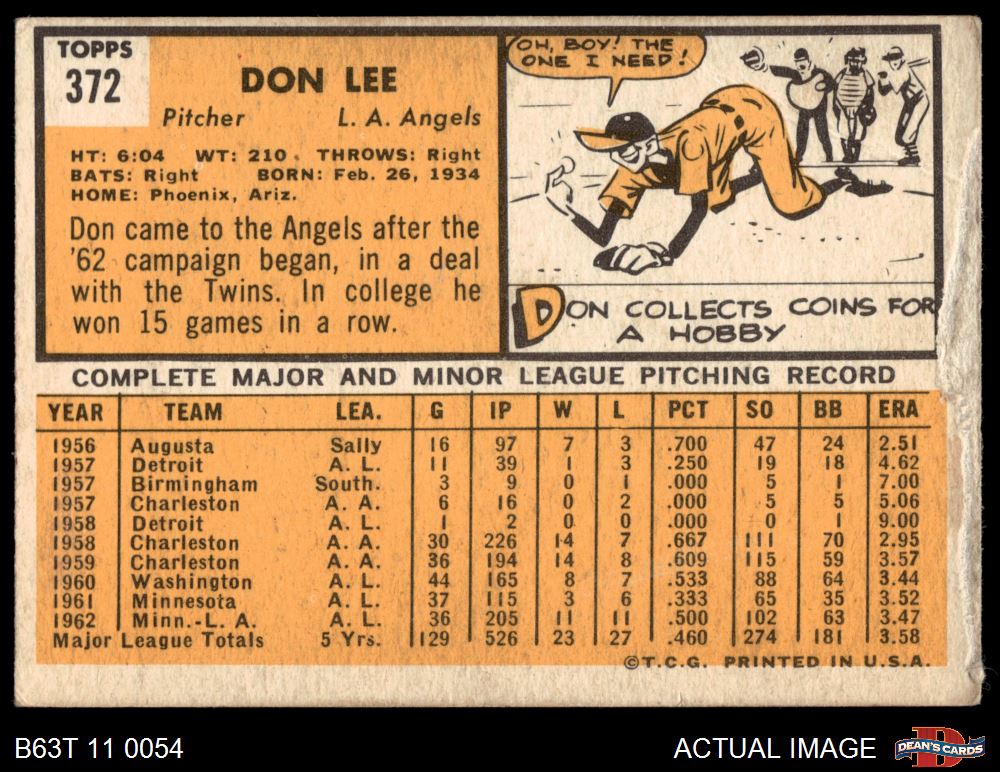 TOPPS
372
DON LEE
Pitcher L. A. Angels
HT: 6:04 WT: 210 THROWS: Right
BATS: Right BORN: Feb. 26, 1934
HOME: Phoenix, Ariz.
Don came to the Angels after the
'62 campaign began, in a deal
with the Twins. In college he
won 15 games in a row.
OH, BOY! THE
ONE I NEED!
DON COLLECTS COINS FOR
A HOBBY
COMPLETE MAJOR AND MINOR LEAGUE PITCHING RECORD
YEAR TEAM LEA. G IP W L PCT SO BB ERA
1956 Augusta Sally 16 97 7 3 .700 47 24 2.51
1957 Detroit A. L. 11 39 1 3 .250 19 18 4.62
1957 Birmingham South. 3 9 0 1 .000 5 1 7.00
1957 Charleston A. A. 6 16 0 2 .000 5 5 5.06
1958 Detroit A. L. 1 2 0 0 .000 0 1 9.00
1958 Charleston A. A. 30 226 14 7 .667 111 70 2.95
1959 Charleston A. A. 36 194 14 8 .609 115 59 3.57
1960 Washington A. L. 44 165 8 7 .533 88 64 3.44
1961 Minnesota A. L. 37 115 3 6 .333 65 35 3.52
1962 Minn.-L. A. A. L. 36 205 11 11 .500 102 63 3.47
Major League Totals 5 Yrs. 129 526 23 27 .460 274 181 3.58
©T.C.G. PRINTED IN U.S.A.
B63T 11 0054
ACTUAL IMAGE
D
DEAN'S CARDS